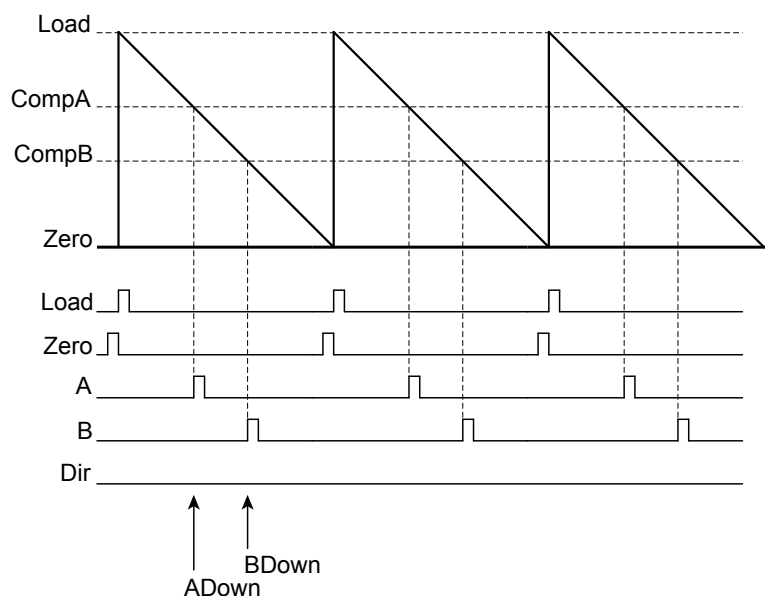 Load
CompA
CompB
Zero
Load
Zero
A
B
Dir
BDown
ADown